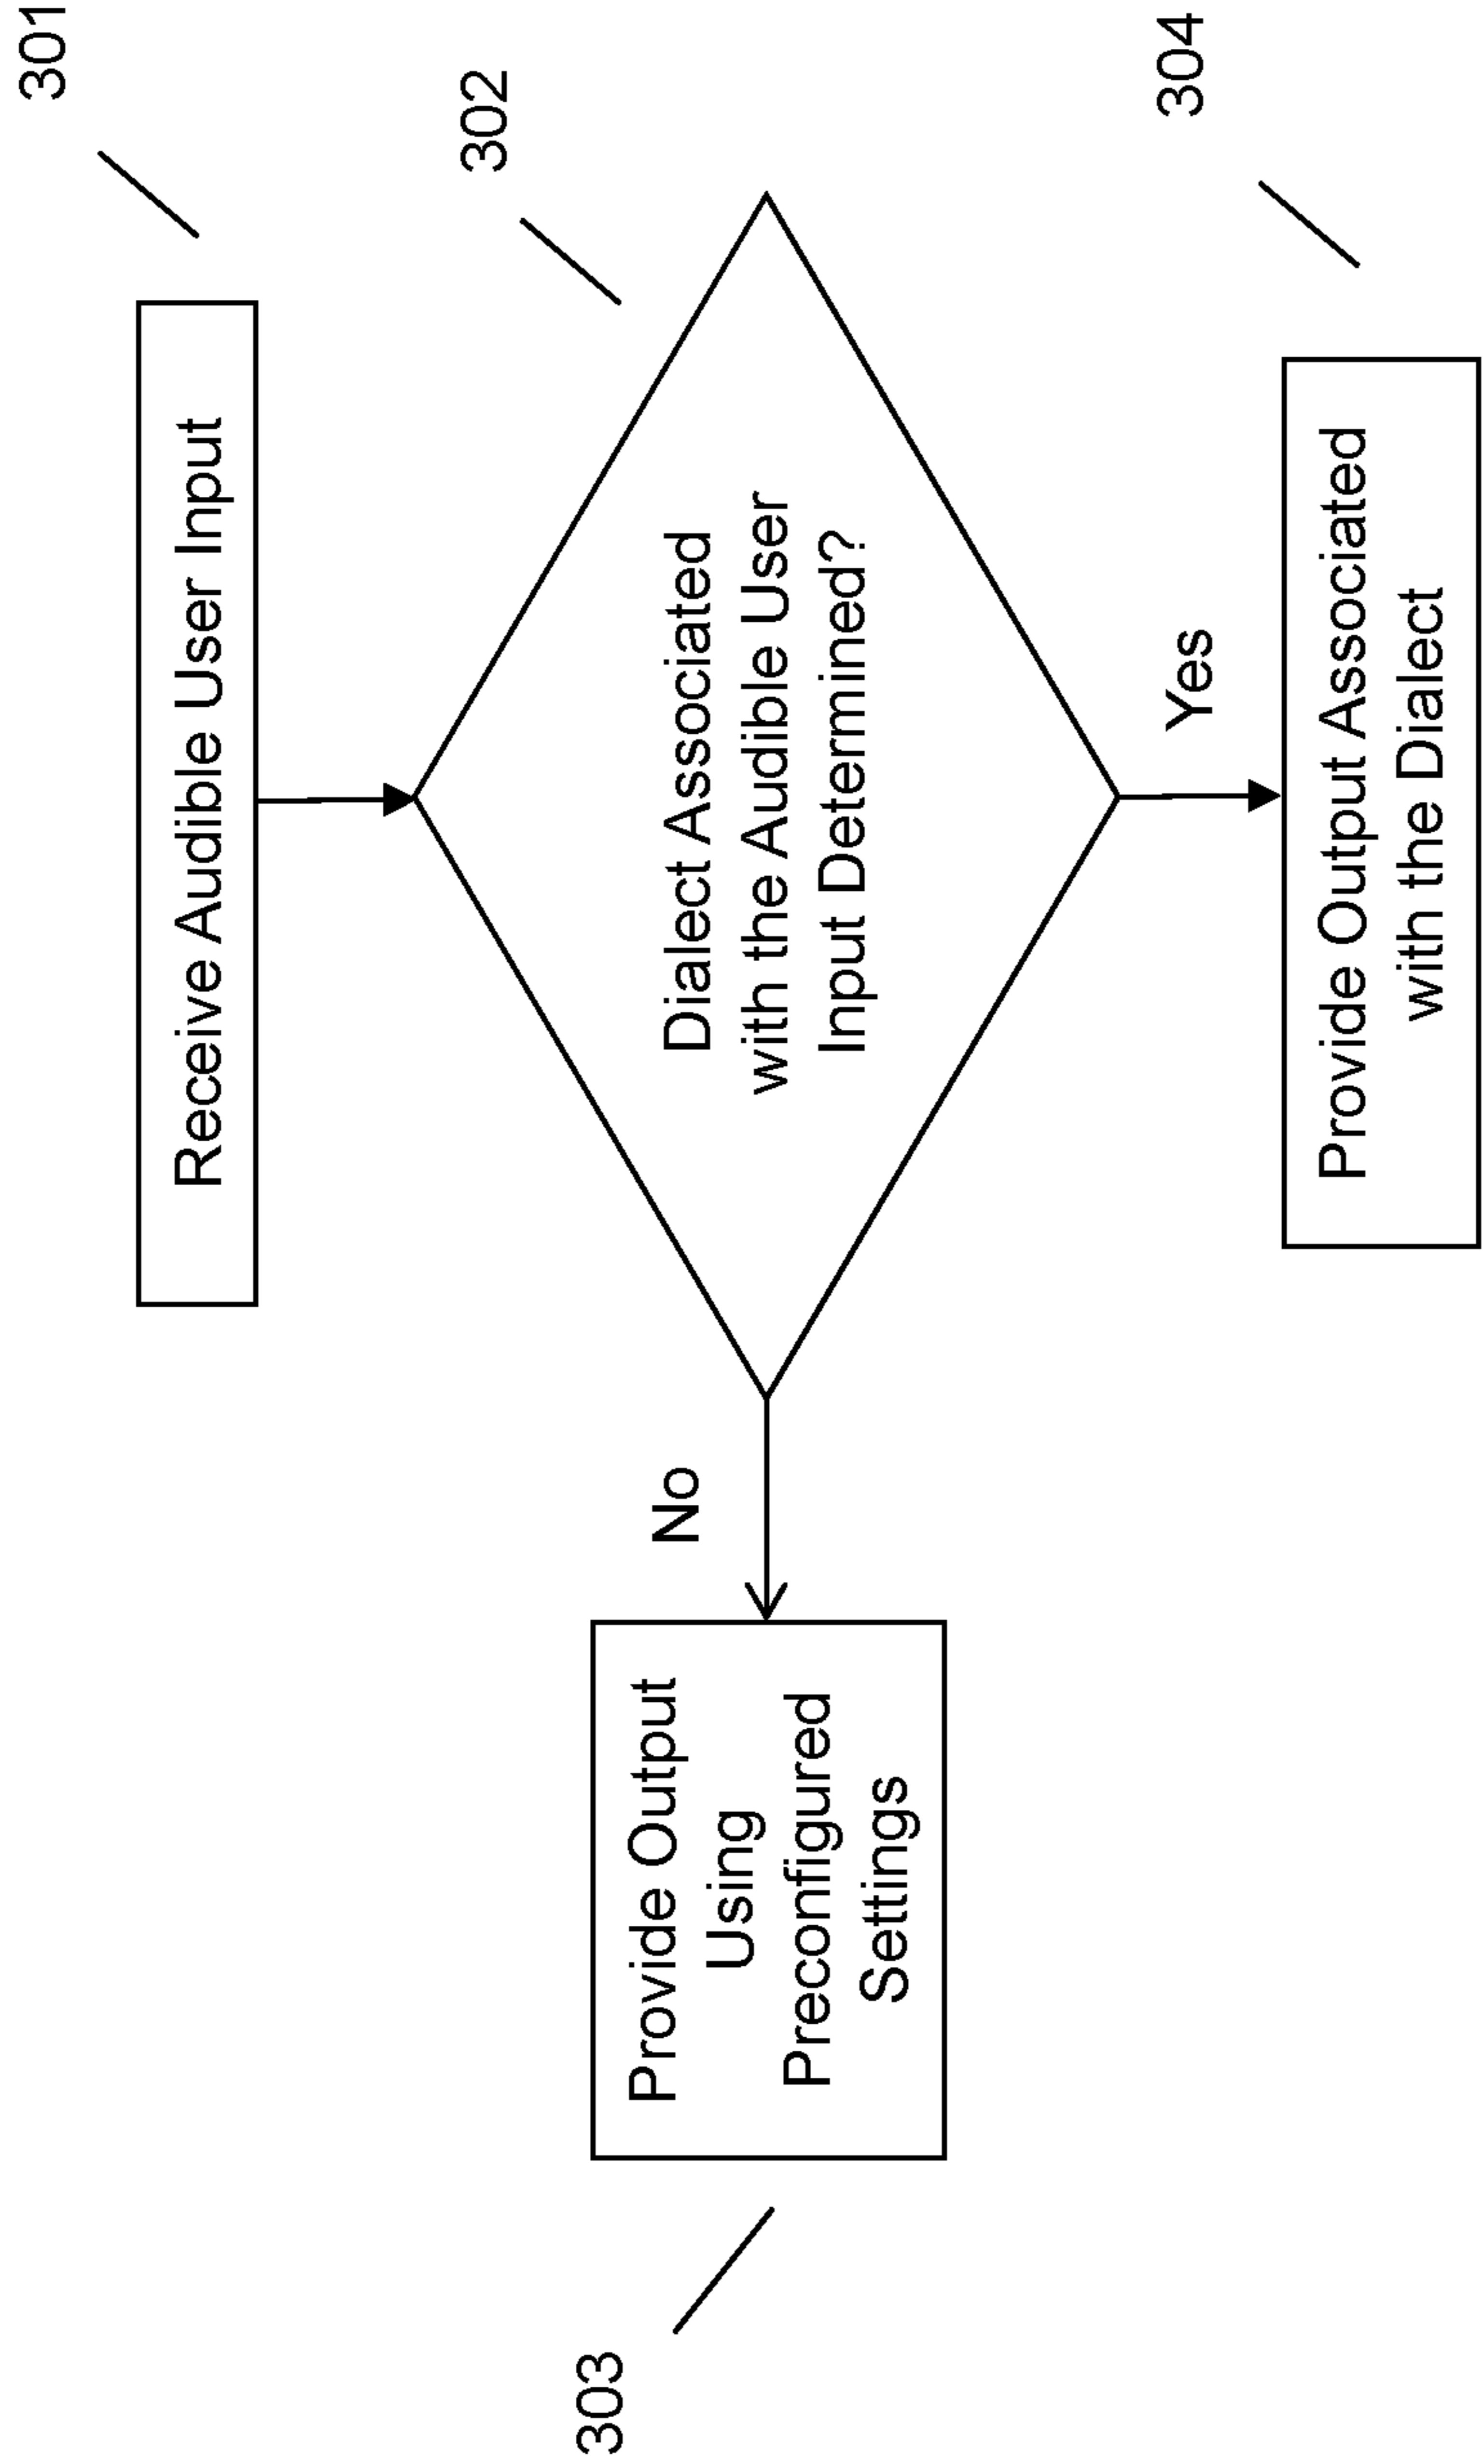 301
Receive Audible User Input
302
Dialect Associated
with the Audible User
Input Determined?
No
303
Provide Output
Using
Preconfigured
Settings
Yes
304
Provide Output Associated
with the Dialect